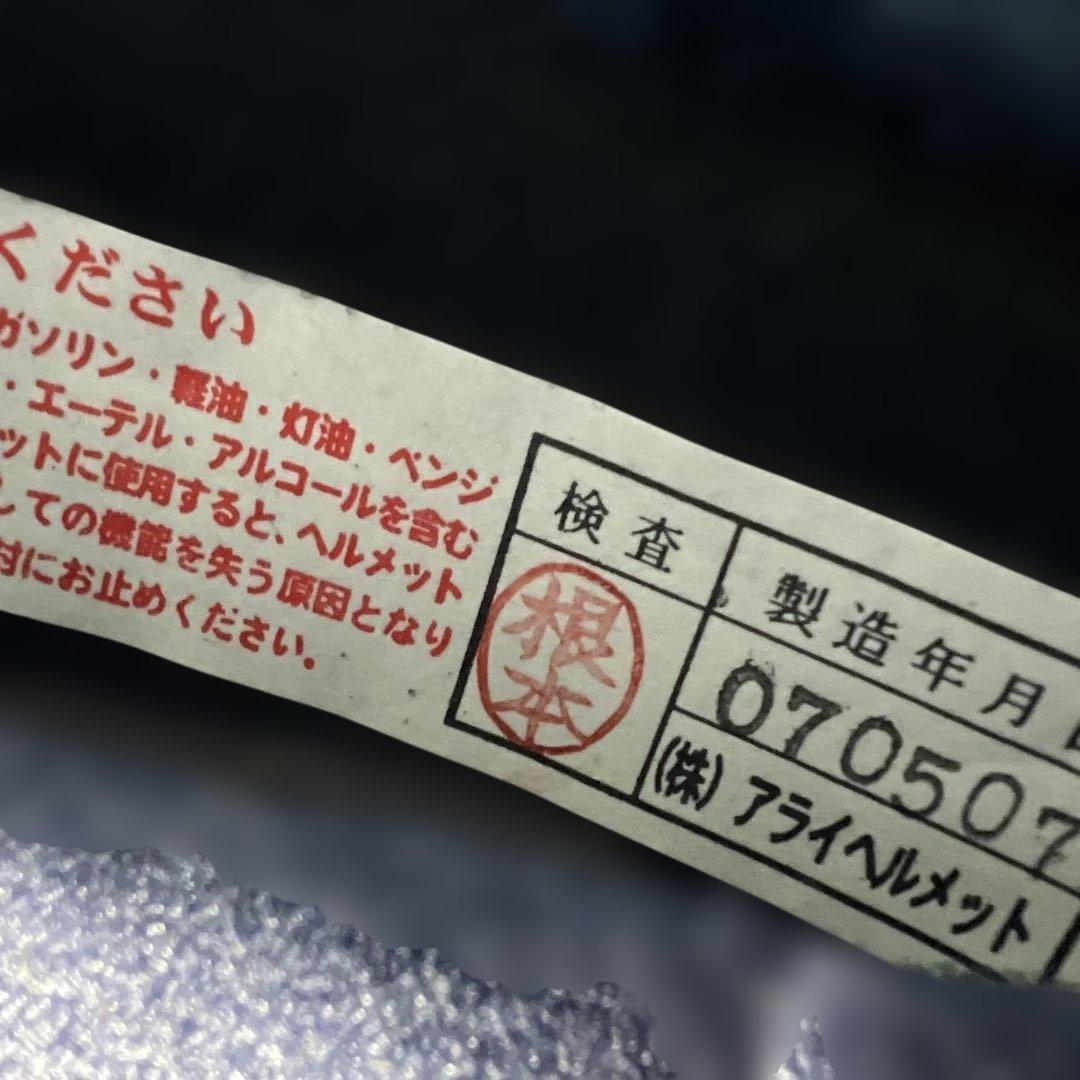 ください
ガソリン・軽油・灯油・ベンジ
・エーテル・アルコールを含む
ットに使用すると、ヘルメット
しての機能を失う原因となり
対にお止めください。
検査
根本
製造年月
070507
(株)アライヘルメット